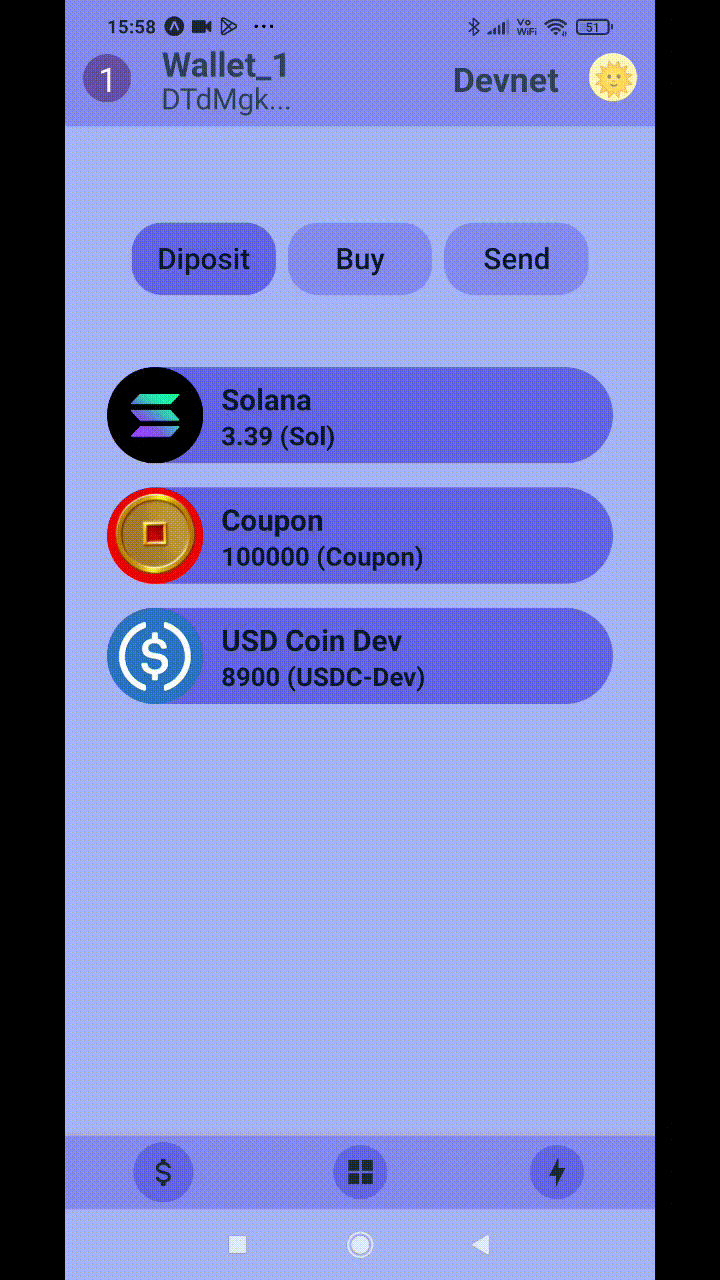 15:58 Vo WiFi 51
1 Wallet_1 Devnet
DTdMgk...
Diposit Buy Send
Solana
3.39 (Sol)
Coupon
100000 (Coupon)
USD Coin Dev
8900 (USDC-Dev)